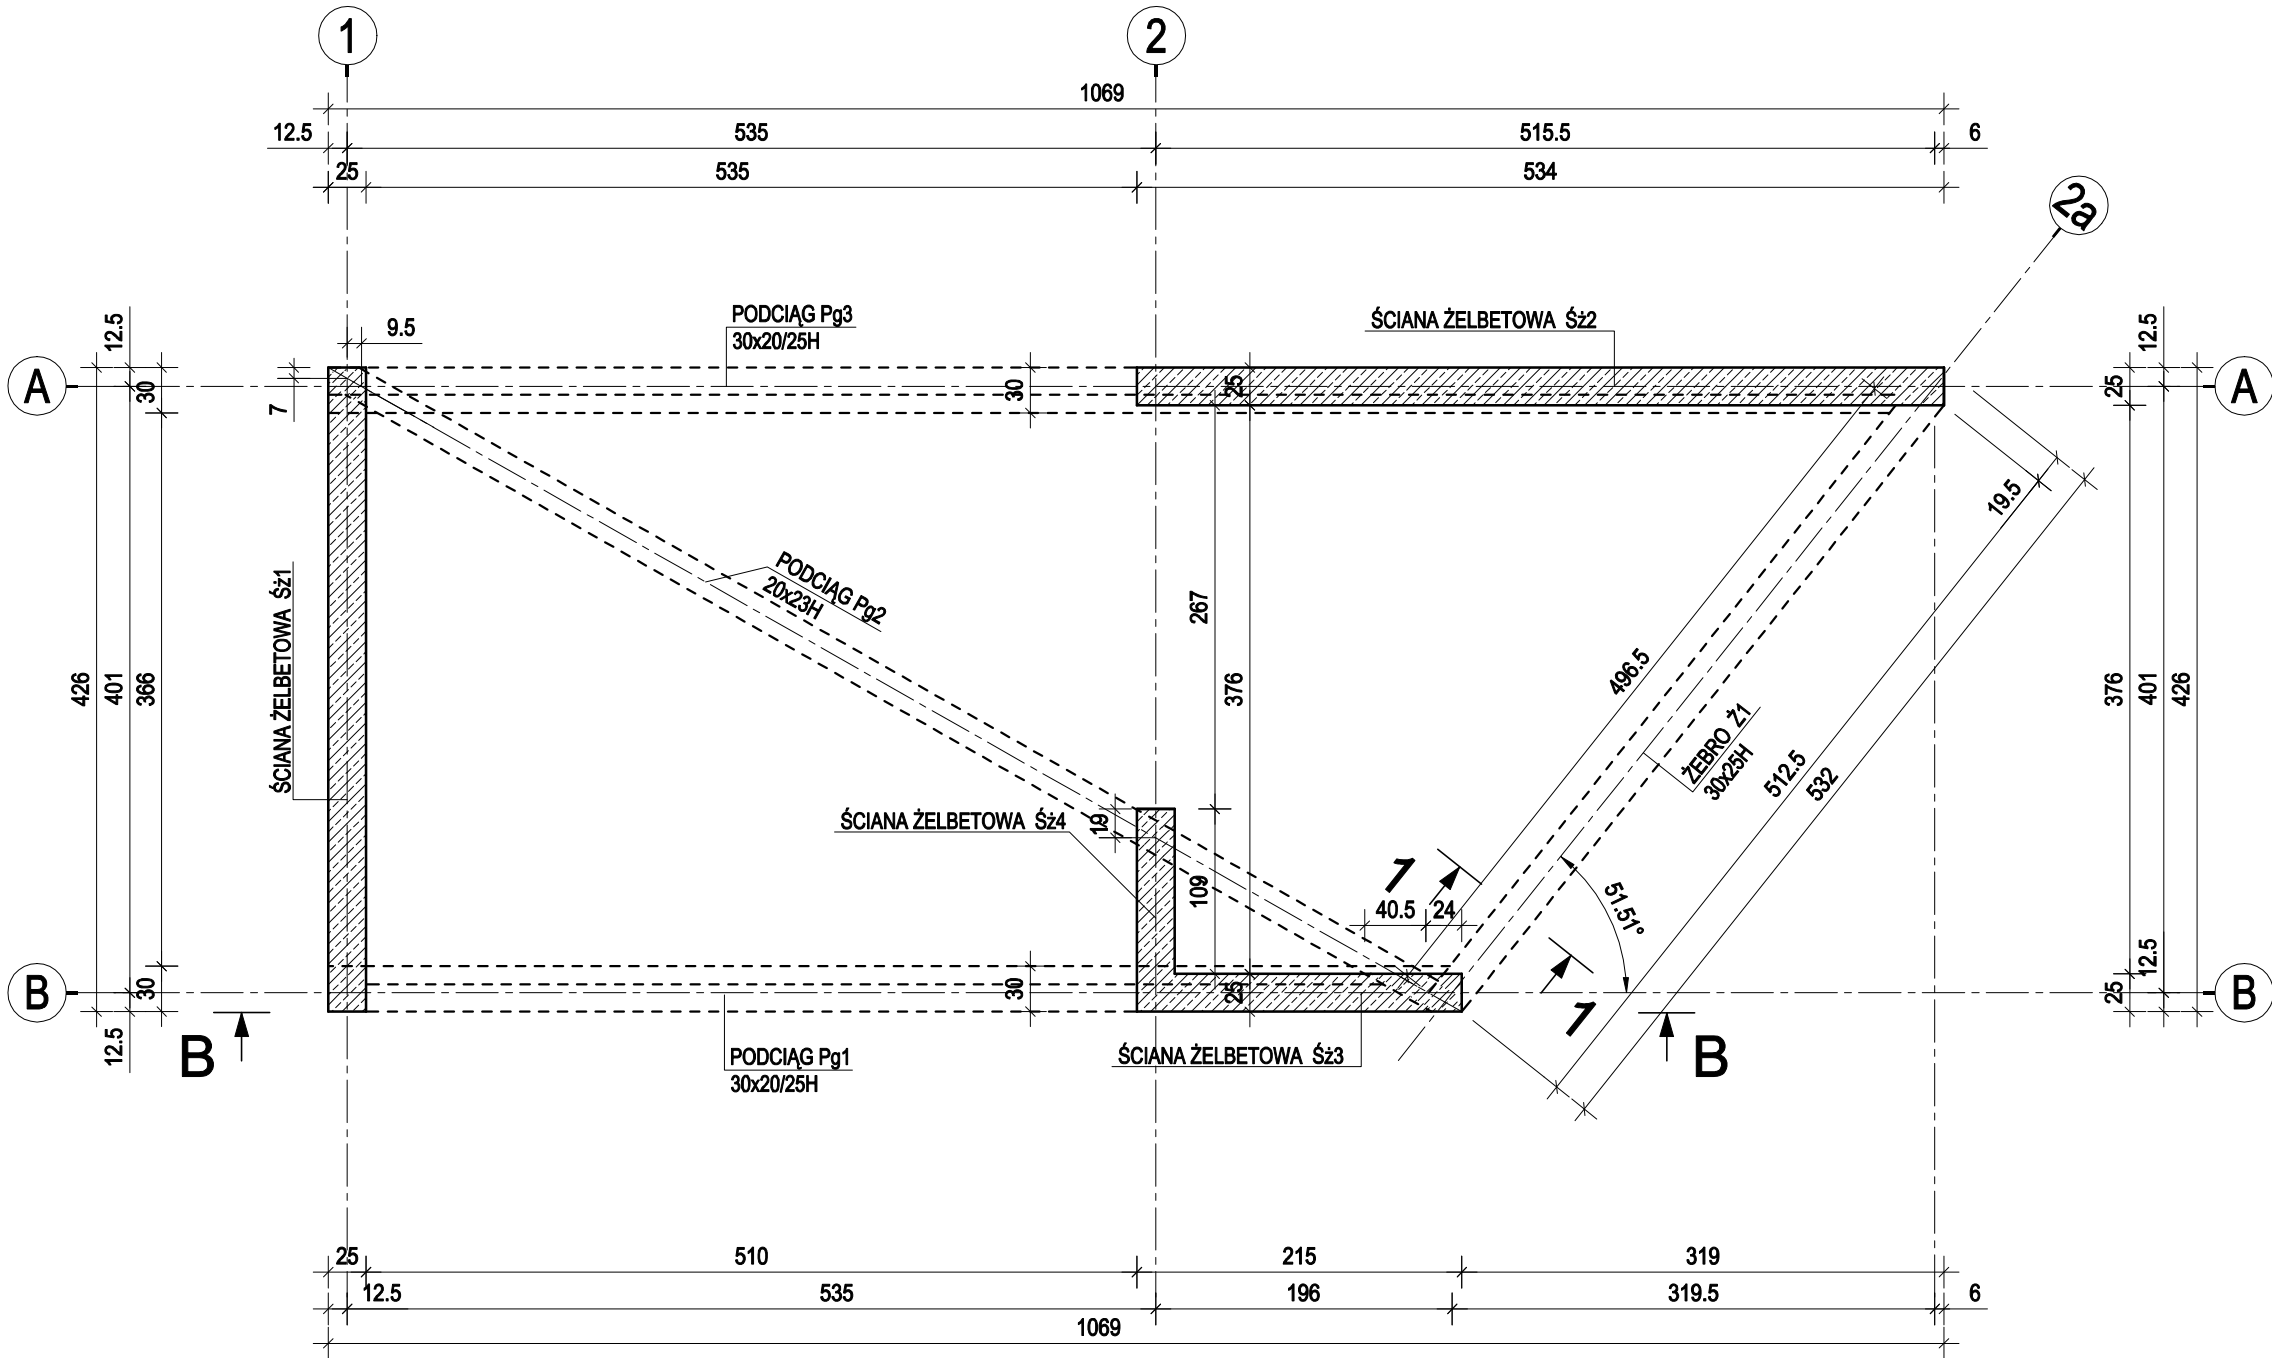 1
2
1069
12.5
535
515.5
6
25
535
534
2a
12.5
9.5
PODCIĄG Pg3
30x20/25H
ŚCIANA ŻELBETOWA Śż2
12.5
A
30
7
30
25
25
A
19.5
ŚCIANA ŻELBETOWA Śż1
PODCIĄG Pg2
20x23H
267
496.5
426
401
366
376
376
401
426
ŻEBRO Ż1
30x25H
512.5
532
ŚCIANA ŻELBETOWA Śż4
19
109
1
40.5
24
51.51°
12.5
B
30
30
25
25
B
12.5
B
1
B
PODCIĄG Pg1
30x20/25H
ŚCIANA ŻELBETOWA Śż3
25
510
215
319
12.5
535
196
319.5
6
1069